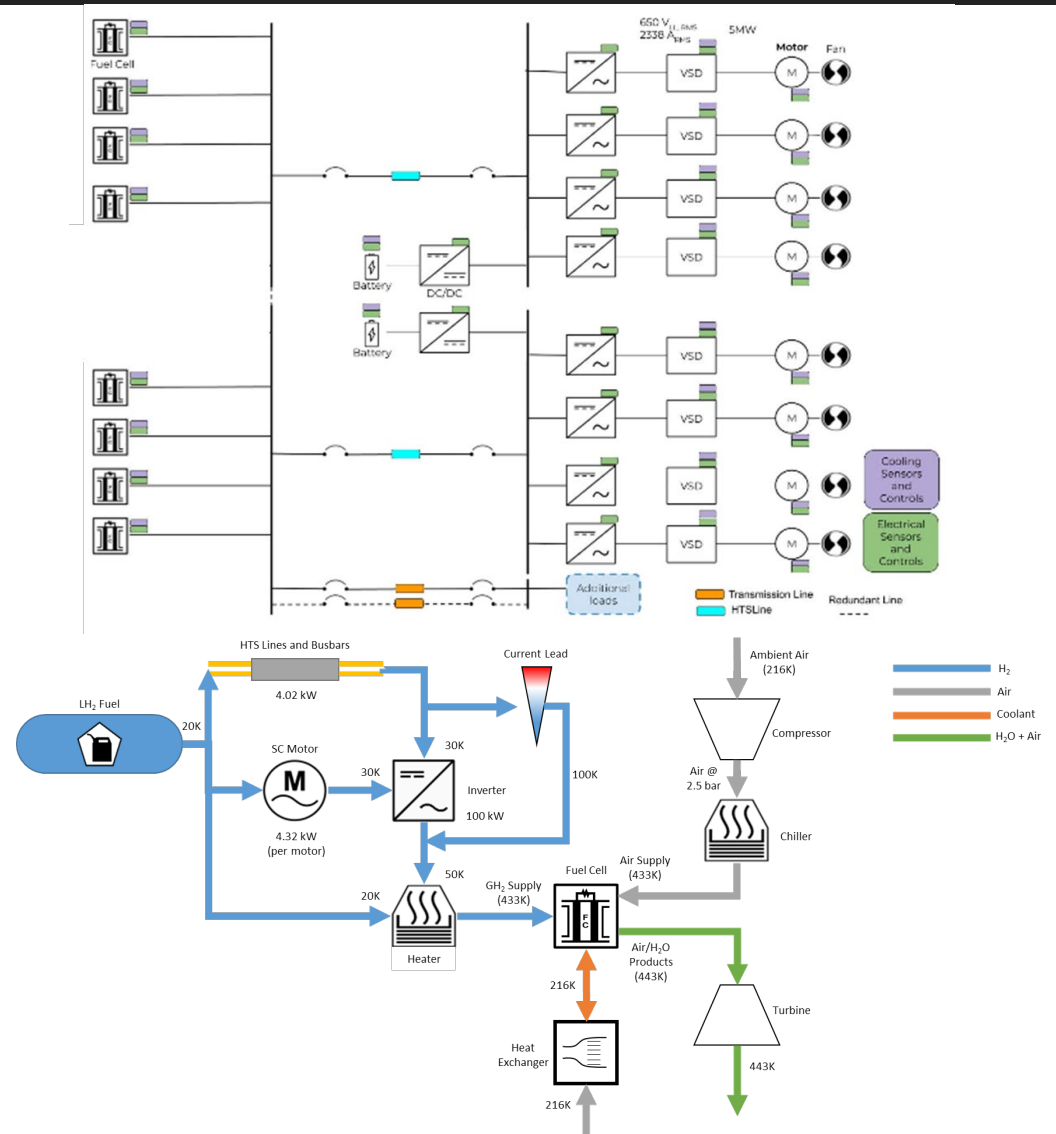 650 V LL, RMS
2338 A RMS
5MW
Motor
Fan
Fuel Cell
VSD
M
VSD
M
VSD
M
VSD
M
Battery
DC/DC
Battery
VSD
M
VSD
M
VSD
M
VSD
M
Cooling
Sensors
and
Controls
Electrical
Sensors
and
Controls
Additional
loads
Transmission Line
HTSLine
Redundant Line
HTS Lines and Busbars
4.02 kW
Current Lead
Ambient Air
(216K)
H₂
Air
Coolant
H₂O + Air
LH₂ Fuel
20K
Compressor
SC Motor
M
4.32 kW
(per motor)
30K
30K
Inverter
100 kW
100K
Air @
2.5 bar
Chiller
50K
20K
Heater
GH₂ Supply
(433K)
Fuel Cell
F
C
Air Supply
(433K)
Air/H₂O
Products
(443K)
216K
Heat
Exchanger
216K
Turbine
443K